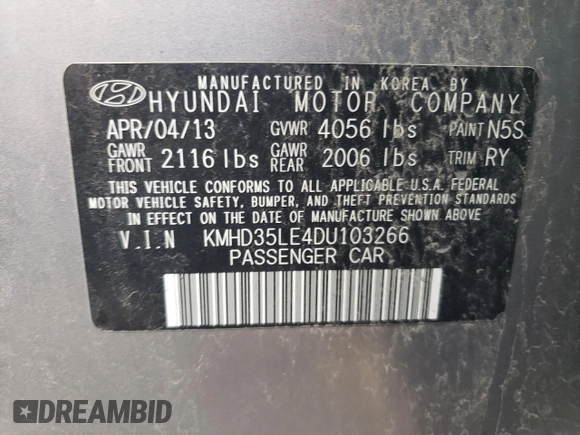 MANUFACTURED IN KOREA BY
HYUNDAI MOTOR COMPANY
APR/04/13 GVWR 4056 lbs PAINT N5S
GAWR FRONT 2116 lbs GAWR REAR 2006 lbs TRIM RY
THIS VEHICLE CONFORMS TO ALL APPLICABLE U.S.A. FEDERAL
MOTOR VEHICLE SAFETY, BUMPER, AND THEFT PREVENTION STANDARDS
IN EFFECT ON THE DATE OF MANUFACTURE SHOWN ABOVE
V.I.N KMHD35LE4DU103266
PASSENGER CAR
DREAMBID